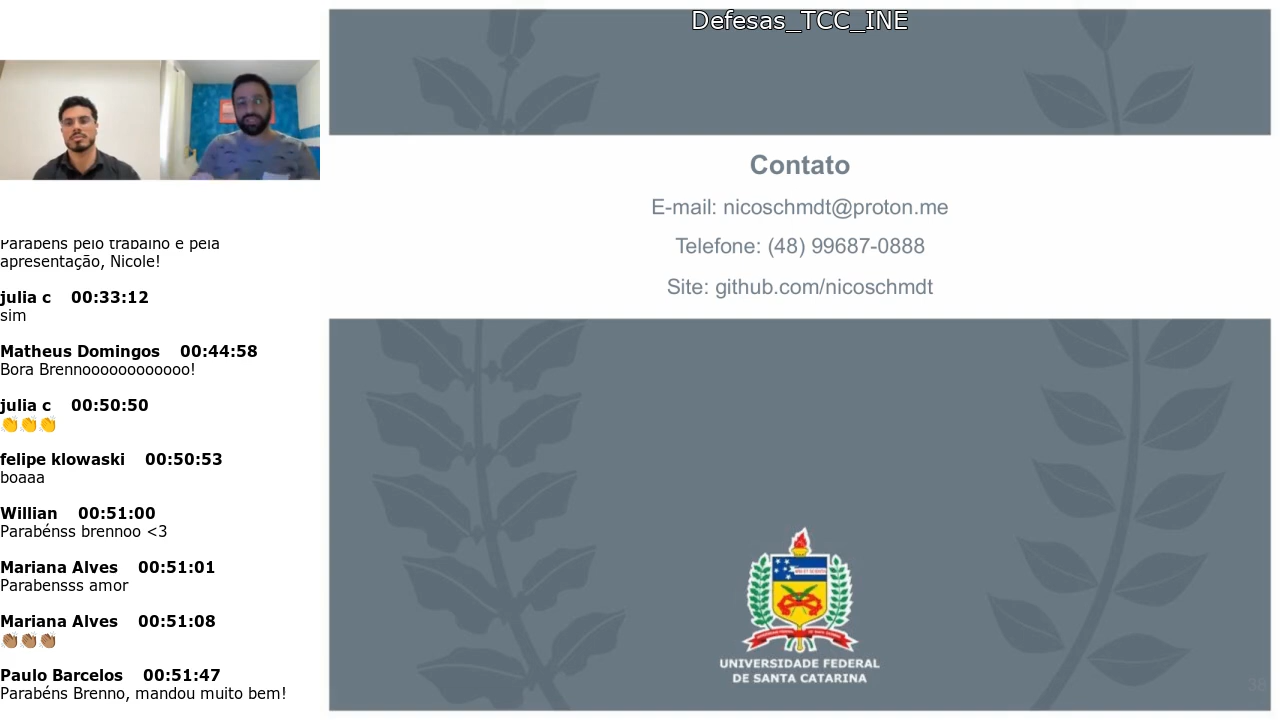 Defesas_TCC_INE
Parabéns pelo trabalho e pela
apresentação, Nicole!
julia c 00:33:12
sim
Matheus Domingos 00:44:58
Bora Brennoooooooooooo!
julia c 00:50:50
👏👏👏
felipe klowaski 00:50:53
boaaa
Willian 00:51:00
Parabénss brennoo <3
Mariana Alves 00:51:01
Parabensss amor
Mariana Alves 00:51:08
👏🏽👏🏽👏🏽
Paulo Barcelos 00:51:47
Parabéns Brenno, mandou muito bem!
Contato
E-mail: nicoschmdt@proton.me
Telefone: (48) 99687-0888
Site: github.com/nicoschmdt
UNIVERSIDADE FEDERAL
DE SANTA CATARINA